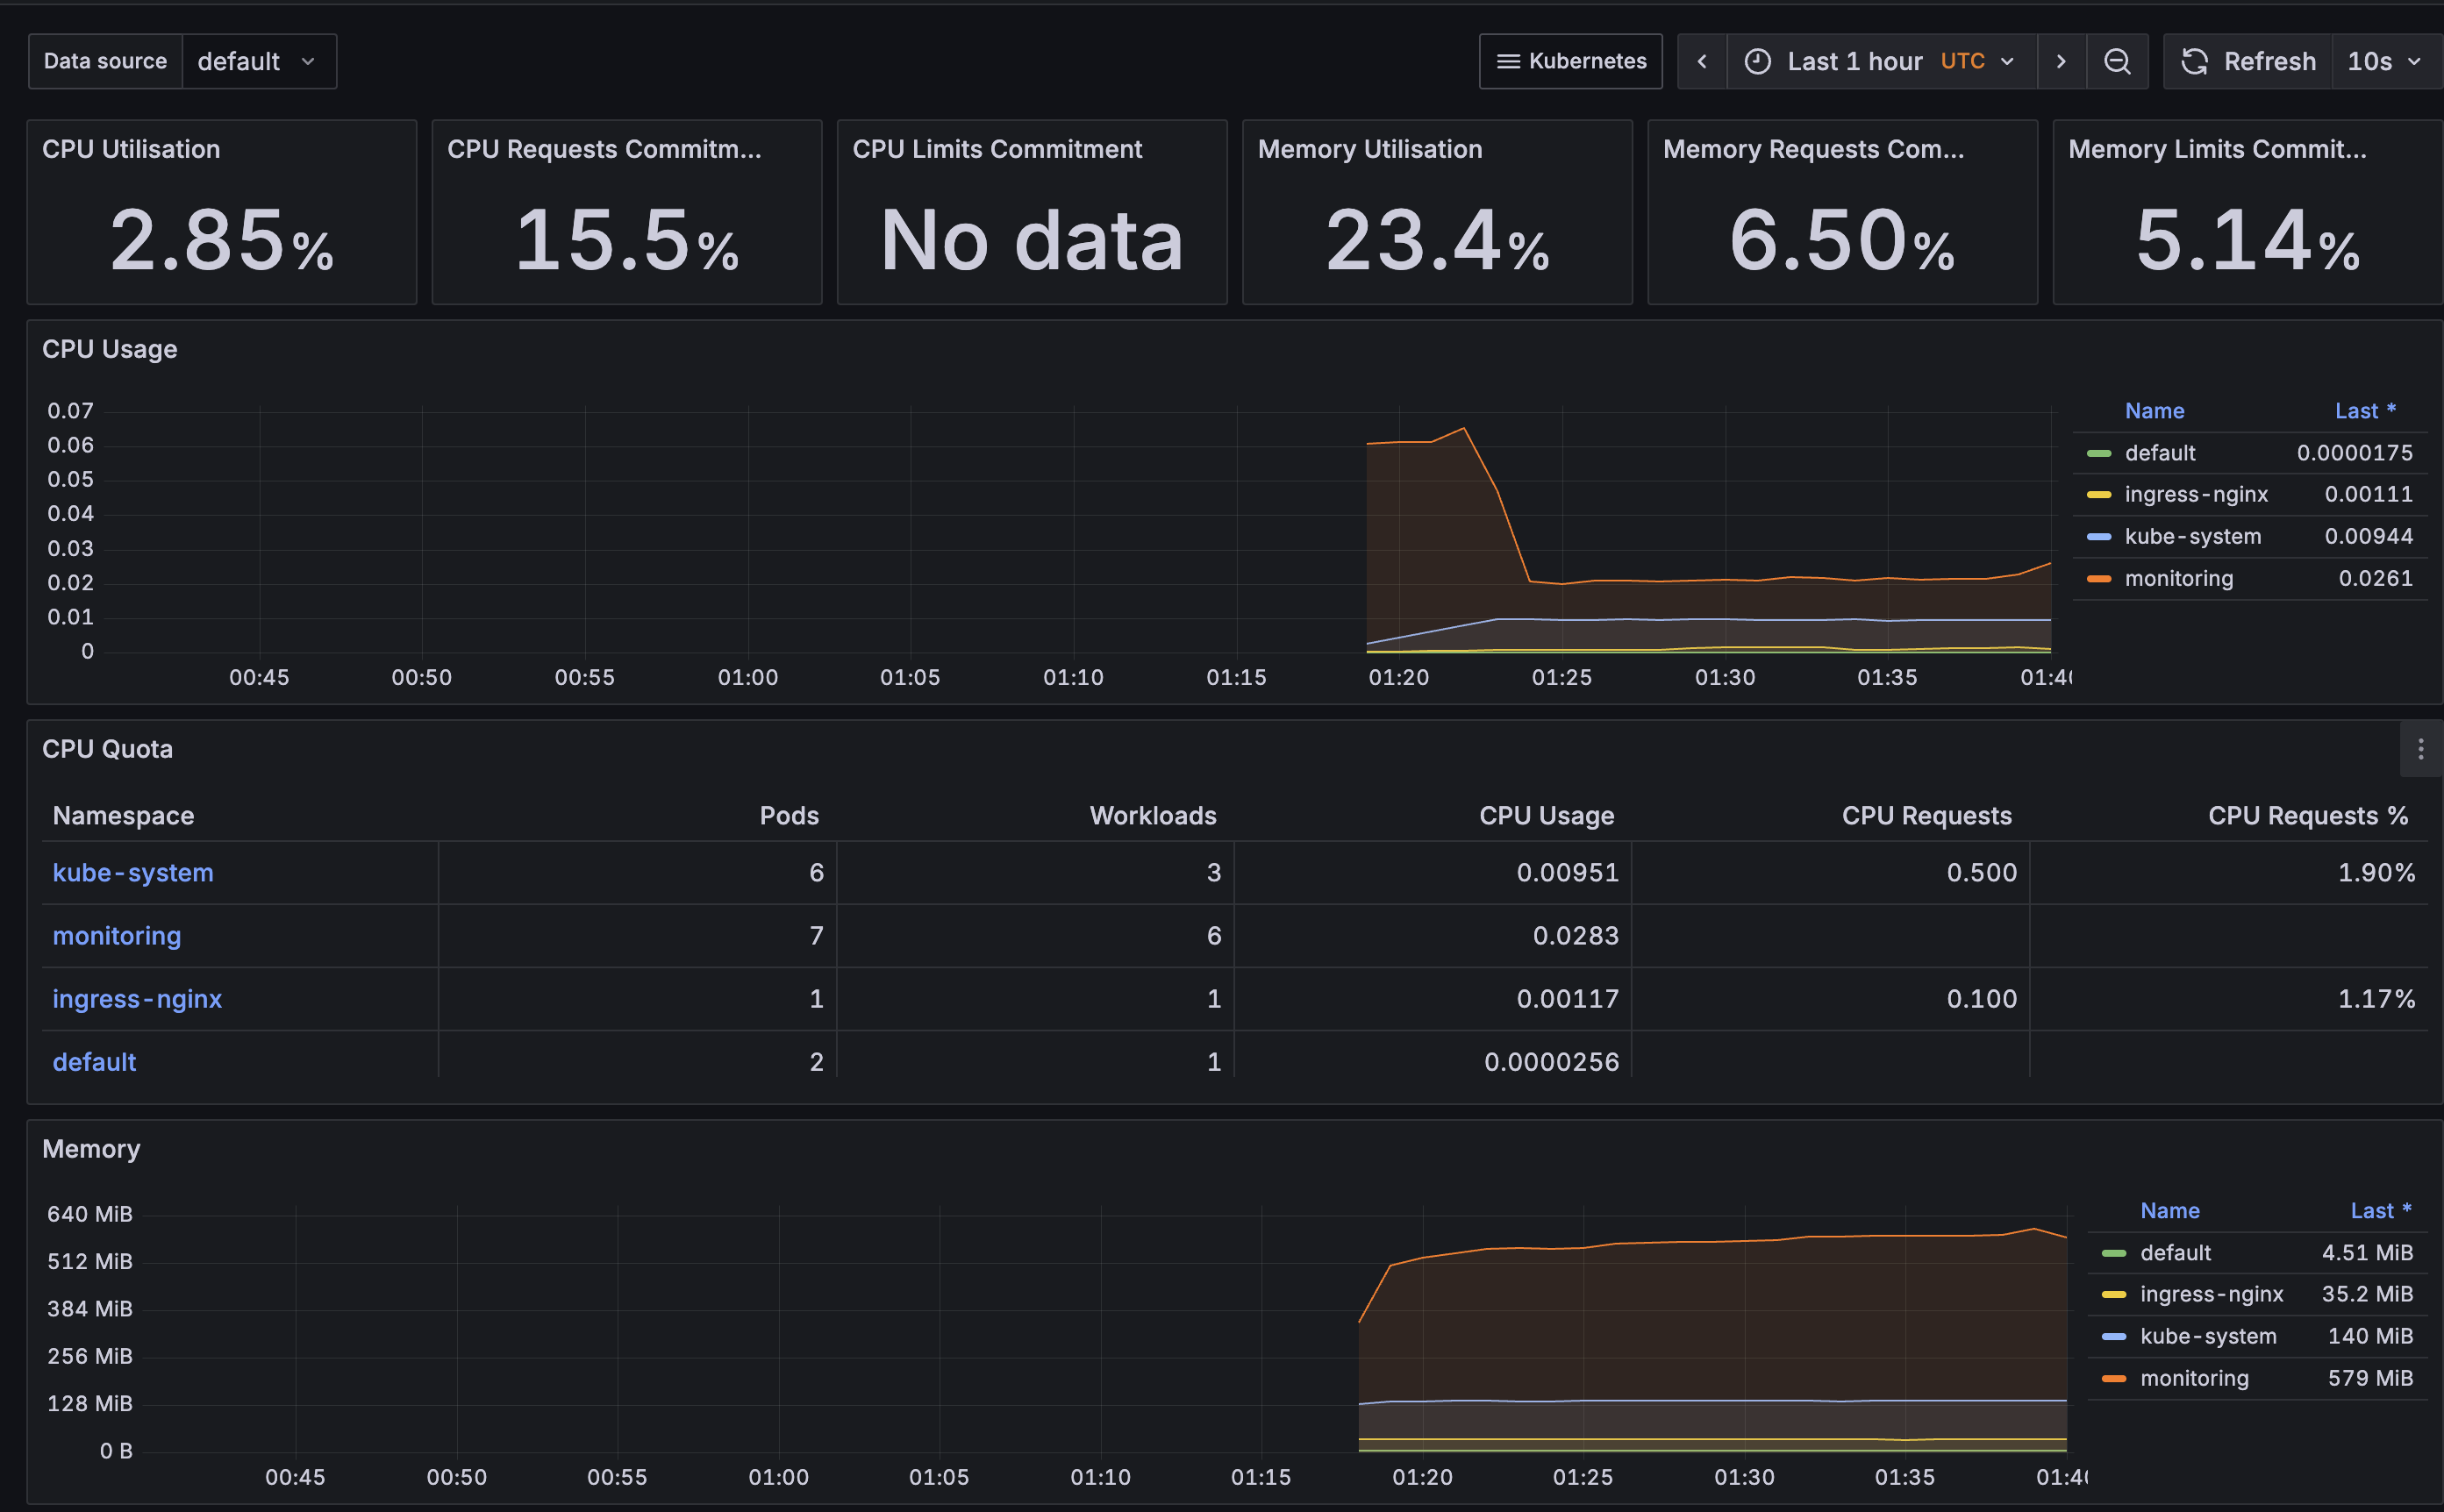 Data source default Kubernetes Last 1 hour UTC Refresh 10s
CPU Utilisation
2.85%
CPU Requests Commitm...
15.5%
CPU Limits Commitment
No data
Memory Utilisation
23.4%
Memory Requests Com...
6.50%
Memory Limits Commit...
5.14%
CPU Usage
0.07
0.06
0.05
0.04
0.03
0.02
0.01
0
00:45 00:50 00:55 01:00 01:05 01:10 01:15 01:20 01:25 01:30 01:35
Name Last *
default 0.0000175
ingress-nginx 0.00111
kube-system 0.00944
monitoring 0.0261
CPU Quota
Namespace Pods Workloads CPU Usage CPU Requests CPU Requests %
kube-system 6 3 0.00951 0.500 1.90%
monitoring 7 6 0.0283
ingress-nginx 1 1 0.00117 0.100 1.17%
default 2 1 0.0000256
Memory
640 MiB
512 MiB
384 MiB
256 MiB
128 MiB
0 B
00:45 00:50 00:55 01:00 01:05 01:10 01:15 01:20 01:25 01:30 01:35
Name Last *
default 4.51 MiB
ingress-nginx 35.2 MiB
kube-system 140 MiB
monitoring 579 MiB